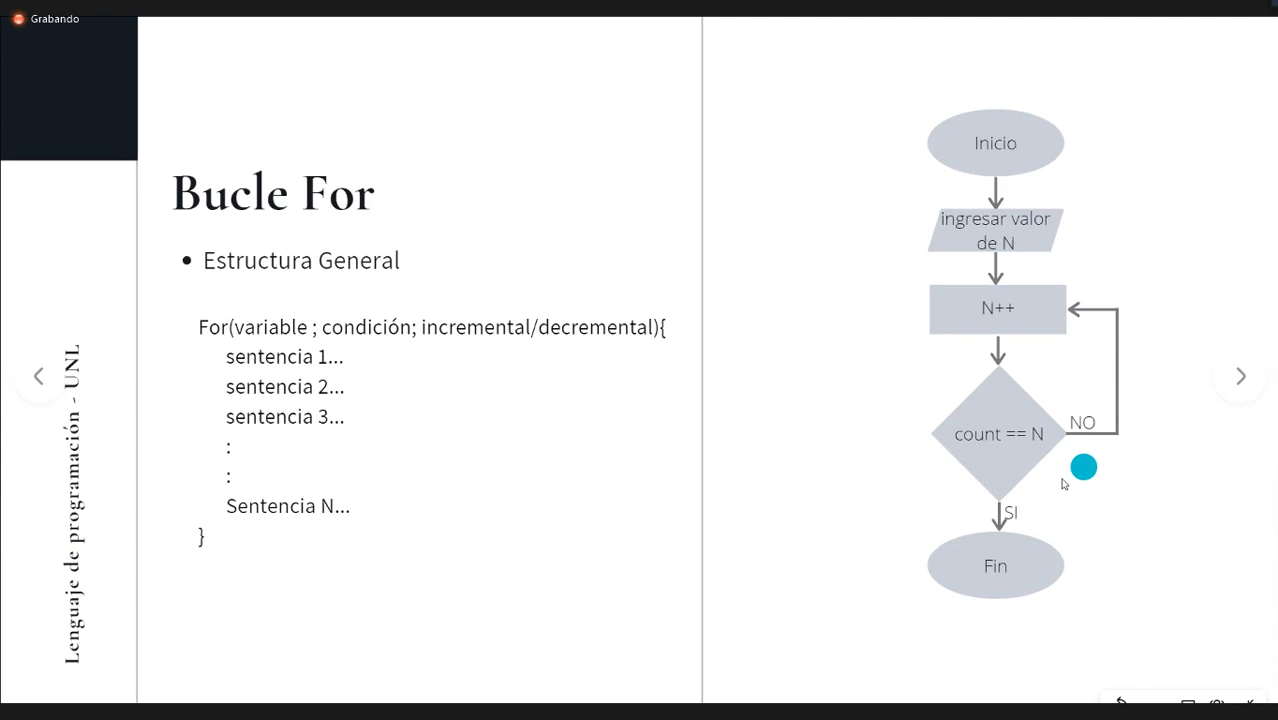 Grabando
Lenguaje de programación - UNL
Bucle For
Estructura General
For(variable ; condición; incremental/decremental){
sentencia 1...
sentencia 2...
sentencia 3...
:
:
Sentencia N...
}
Inicio
ingresar valor
de N
N++
count == N
NO
SI
Fin